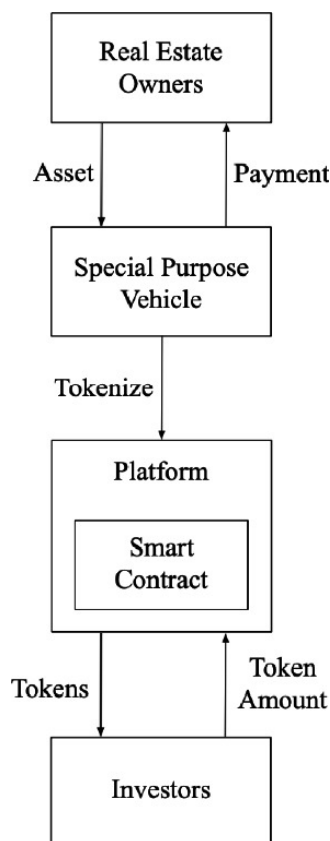 Real Estate
Owners
Asset
Payment
Special Purpose
Vehicle
Tokenize
Platform
Smart
Contract
Tokens
Token
Amount
Investors